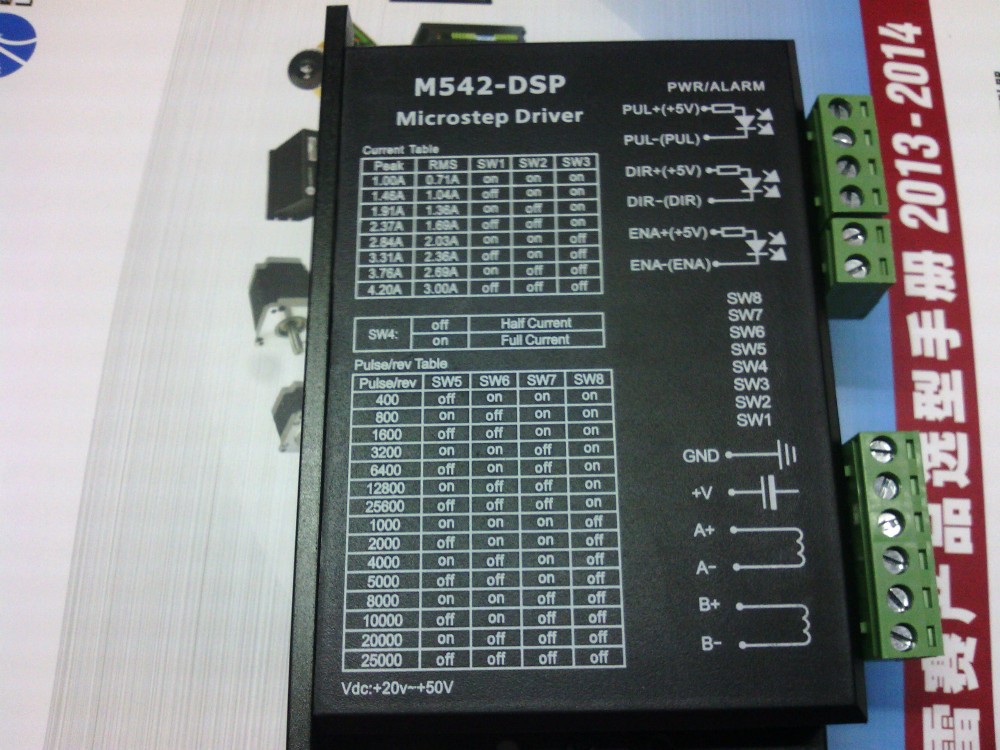 M542-DSP
Microstep Driver
Current Table
Peak RMS SW1 SW2 SW3
1.00A 0.71A on on on
1.46A 1.04A off on on
1.91A 1.36A on off on
2.37A 1.69A off off on
2.84A 2.03A on on off
3.31A 2.36A off on off
3.76A 2.69A on off off
4.20A 3.00A off off off
SW4: off Half Current
on Full Current
Pulse/rev Table
Pulse/rev SW5 SW6 SW7 SW8
400 off on on on
800 on off on on
1600 off off on on
3200 on on off on
6400 off on off on
12800 on off off on
25600 off off off on
1000 on on on off
2000 off on on off
4000 on off on off
5000 off off on off
8000 on on off off
10000 off on off off
20000 on off off off
25000 off off off off
Vdc:+20v~+50V
PWR/ALARM
PUL+(+5V)
PUL-(PUL)
DIR+(+5V)
DIR-(DIR)
ENA+(+5V)
ENA-(ENA)
SW8
SW7
SW6
SW5
SW4
SW3
SW2
SW1
GND
+V
A+
A-
B+
B-
雷赛产品选型手册 2013-2014